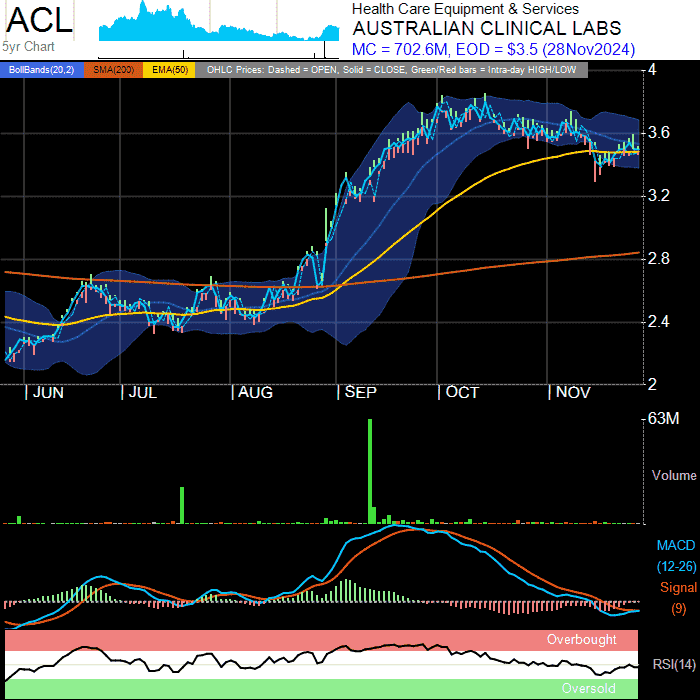 ACL
5yr Chart
Health Care Equipment & Services
AUSTRALIAN CLINICAL LABS
MC = 702.6M, EOD = $3.5 (28Nov2024)
BollBands(20,2) SMA(200) EMA(50) OHLC Prices: Dashed = OPEN, Solid = CLOSE, Green/Red bars = Intra-day HIGH/LOW
4
3.6
3.2
2.8
2.4
2
JUN JUL AUG SEP OCT NOV
63M
Volume
MACD
(12-26)
Signal
(9)
Overbought
RSI(14)
Oversold